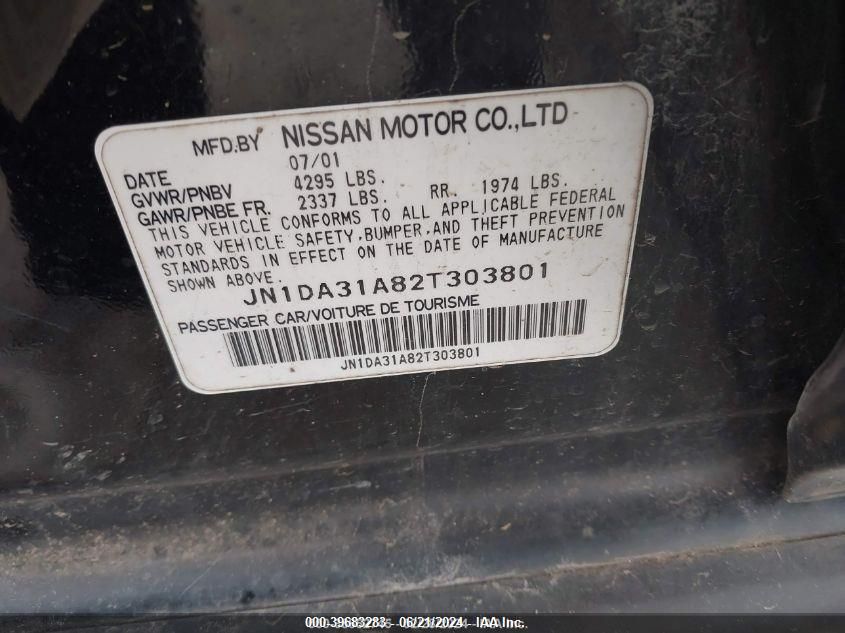 MFD.BY NISSAN MOTOR CO.,LTD
DATE 07/01
GVWR/PNBV 4295 LBS.
GAWR/PNBE FR. 2337 LBS. RR. 1974 LBS.
THIS VEHICLE CONFORMS TO ALL APPLICABLE FEDERAL
MOTOR VEHICLE SAFETY,BUMPER,AND THEFT PREVENTION
STANDARDS IN EFFECT ON THE DATE OF MANUFACTURE
SHOWN ABOVE.
JN1DA31A82T303801
PASSENGER CAR/VOITURE DE TOURISME
JN1DA31A82T303801
000-39683283 - 06/21/2024 - IAA Inc.